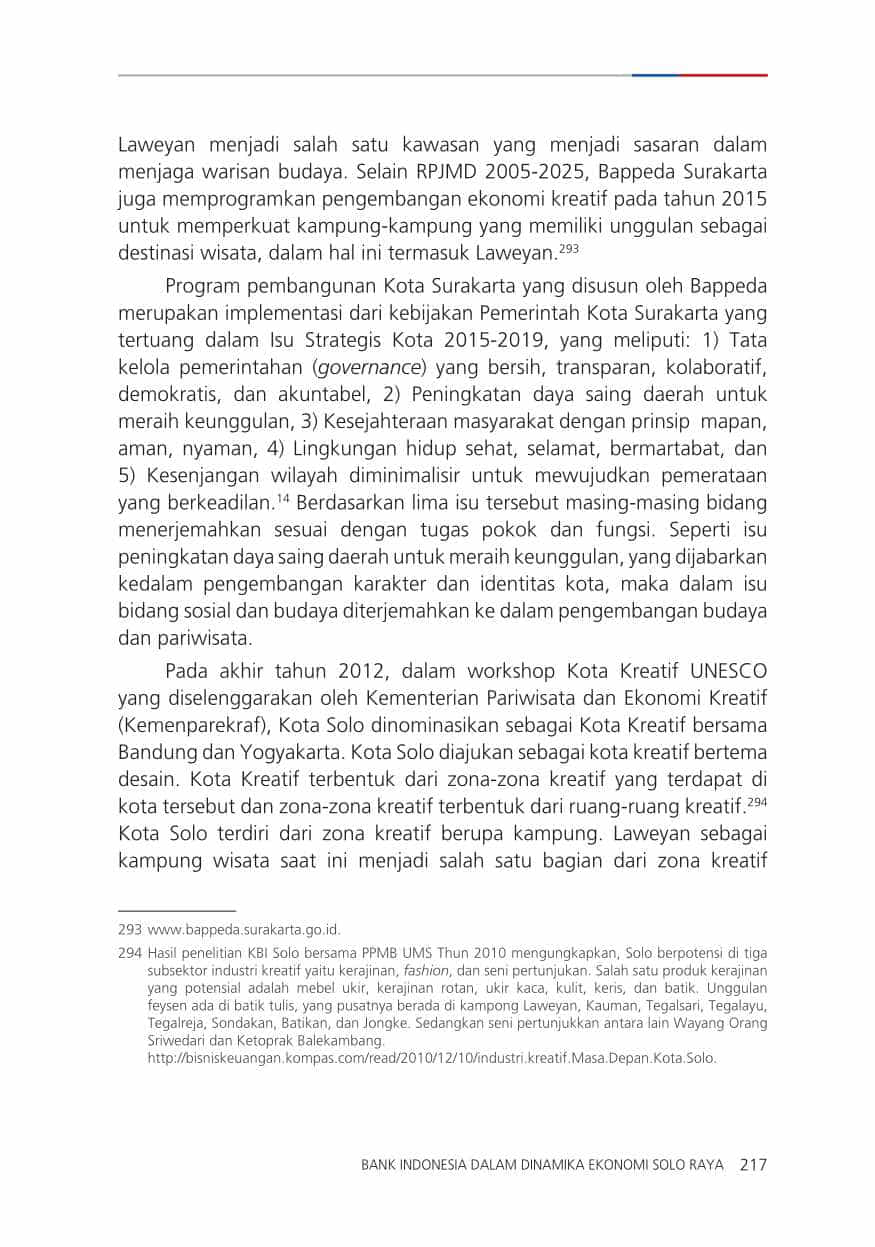 Laweyan menjadi salah satu kawasan yang menjadi sasaran dalam
menjaga warisan budaya. Selain RPJMD 2005-2025, Bappeda Surakarta
juga memprogramkan pengembangan ekonomi kreatif pada tahun 2015
untuk memperkuat kampung-kampung yang memiliki unggulan sebagai
destinasi wisata, dalam hal ini termasuk Laweyan.293
Program pembangunan Kota Surakarta yang disusun oleh Bappeda
merupakan implementasi dari kebijakan Pemerintah Kota Surakarta yang
tertuang dalam Isu Strategis Kota 2015-2019, yang meliputi: 1) Tata
kelola pemerintahan (governance) yang bersih, transparan, kolaboratif,
demokratis, dan akuntabel, 2) Peningkatan daya saing daerah untuk
meraih keunggulan, 3) Kesejahteraan masyarakat dengan prinsip mapan,
aman, nyaman, 4) Lingkungan hidup sehat, selamat, bermartabat, dan
5) Kesenjangan wilayah diminimalisir untuk mewujudkan pemerataan
yang berkeadilan.14 Berdasarkan lima isu tersebut masing-masing bidang
menerjemahkan sesuai dengan tugas pokok dan fungsi. Seperti isu
peningkatan daya saing daerah untuk meraih keunggulan, yang dijabarkan
kedalam pengembangan karakter dan identitas kota, maka dalam isu
bidang sosial dan budaya diterjemahkan ke dalam pengembangan budaya
dan pariwisata.
Pada akhir tahun 2012, dalam workshop Kota Kreatif UNESCO
yang diselenggarakan oleh Kementerian Pariwisata dan Ekonomi Kreatif
(Kemenparekraf), Kota Solo dinominasikan sebagai Kota Kreatif bersama
Bandung dan Yogyakarta. Kota Solo diajukan sebagai kota kreatif bertema
desain. Kota Kreatif terbentuk dari zona-zona kreatif yang terdapat di
kota tersebut dan zona-zona kreatif terbentuk dari ruang-ruang kreatif.294
Kota Solo terdiri dari zona kreatif berupa kampung. Laweyan sebagai
kampung wisata saat ini menjadi salah satu bagian dari zona kreatif
293 www.bappeda.surakarta.go.id.
294 Hasil penelitian KBI Solo bersama PPMB UMS Thun 2010 mengungkapkan, Solo berpotensi di tiga
subsektor industri kreatif yaitu kerajinan, fashion, dan seni pertunjukan. Salah satu produk kerajinan
yang potensial adalah mebel ukir, kerajinan rotan, ukir kaca, kulit, keris, dan batik. Unggulan
feysen ada di batik tulis, yang pusatnya berada di kampong Laweyan, Kauman, Tegalsari, Tegalayu,
Tegalreja, Sondakan, Batikan, dan Jongke. Sedangkan seni pertunjukkan antara lain Wayang Orang
Sriwedari dan Ketoprak Balekambang.
http://bisniskeuangan.kompas.com/read/2010/12/10/industri.kreatif.Masa.Depan.Kota.Solo.
BANK INDONESIA DALAM DINAMIKA EKONOMI SOLO RAYA 217